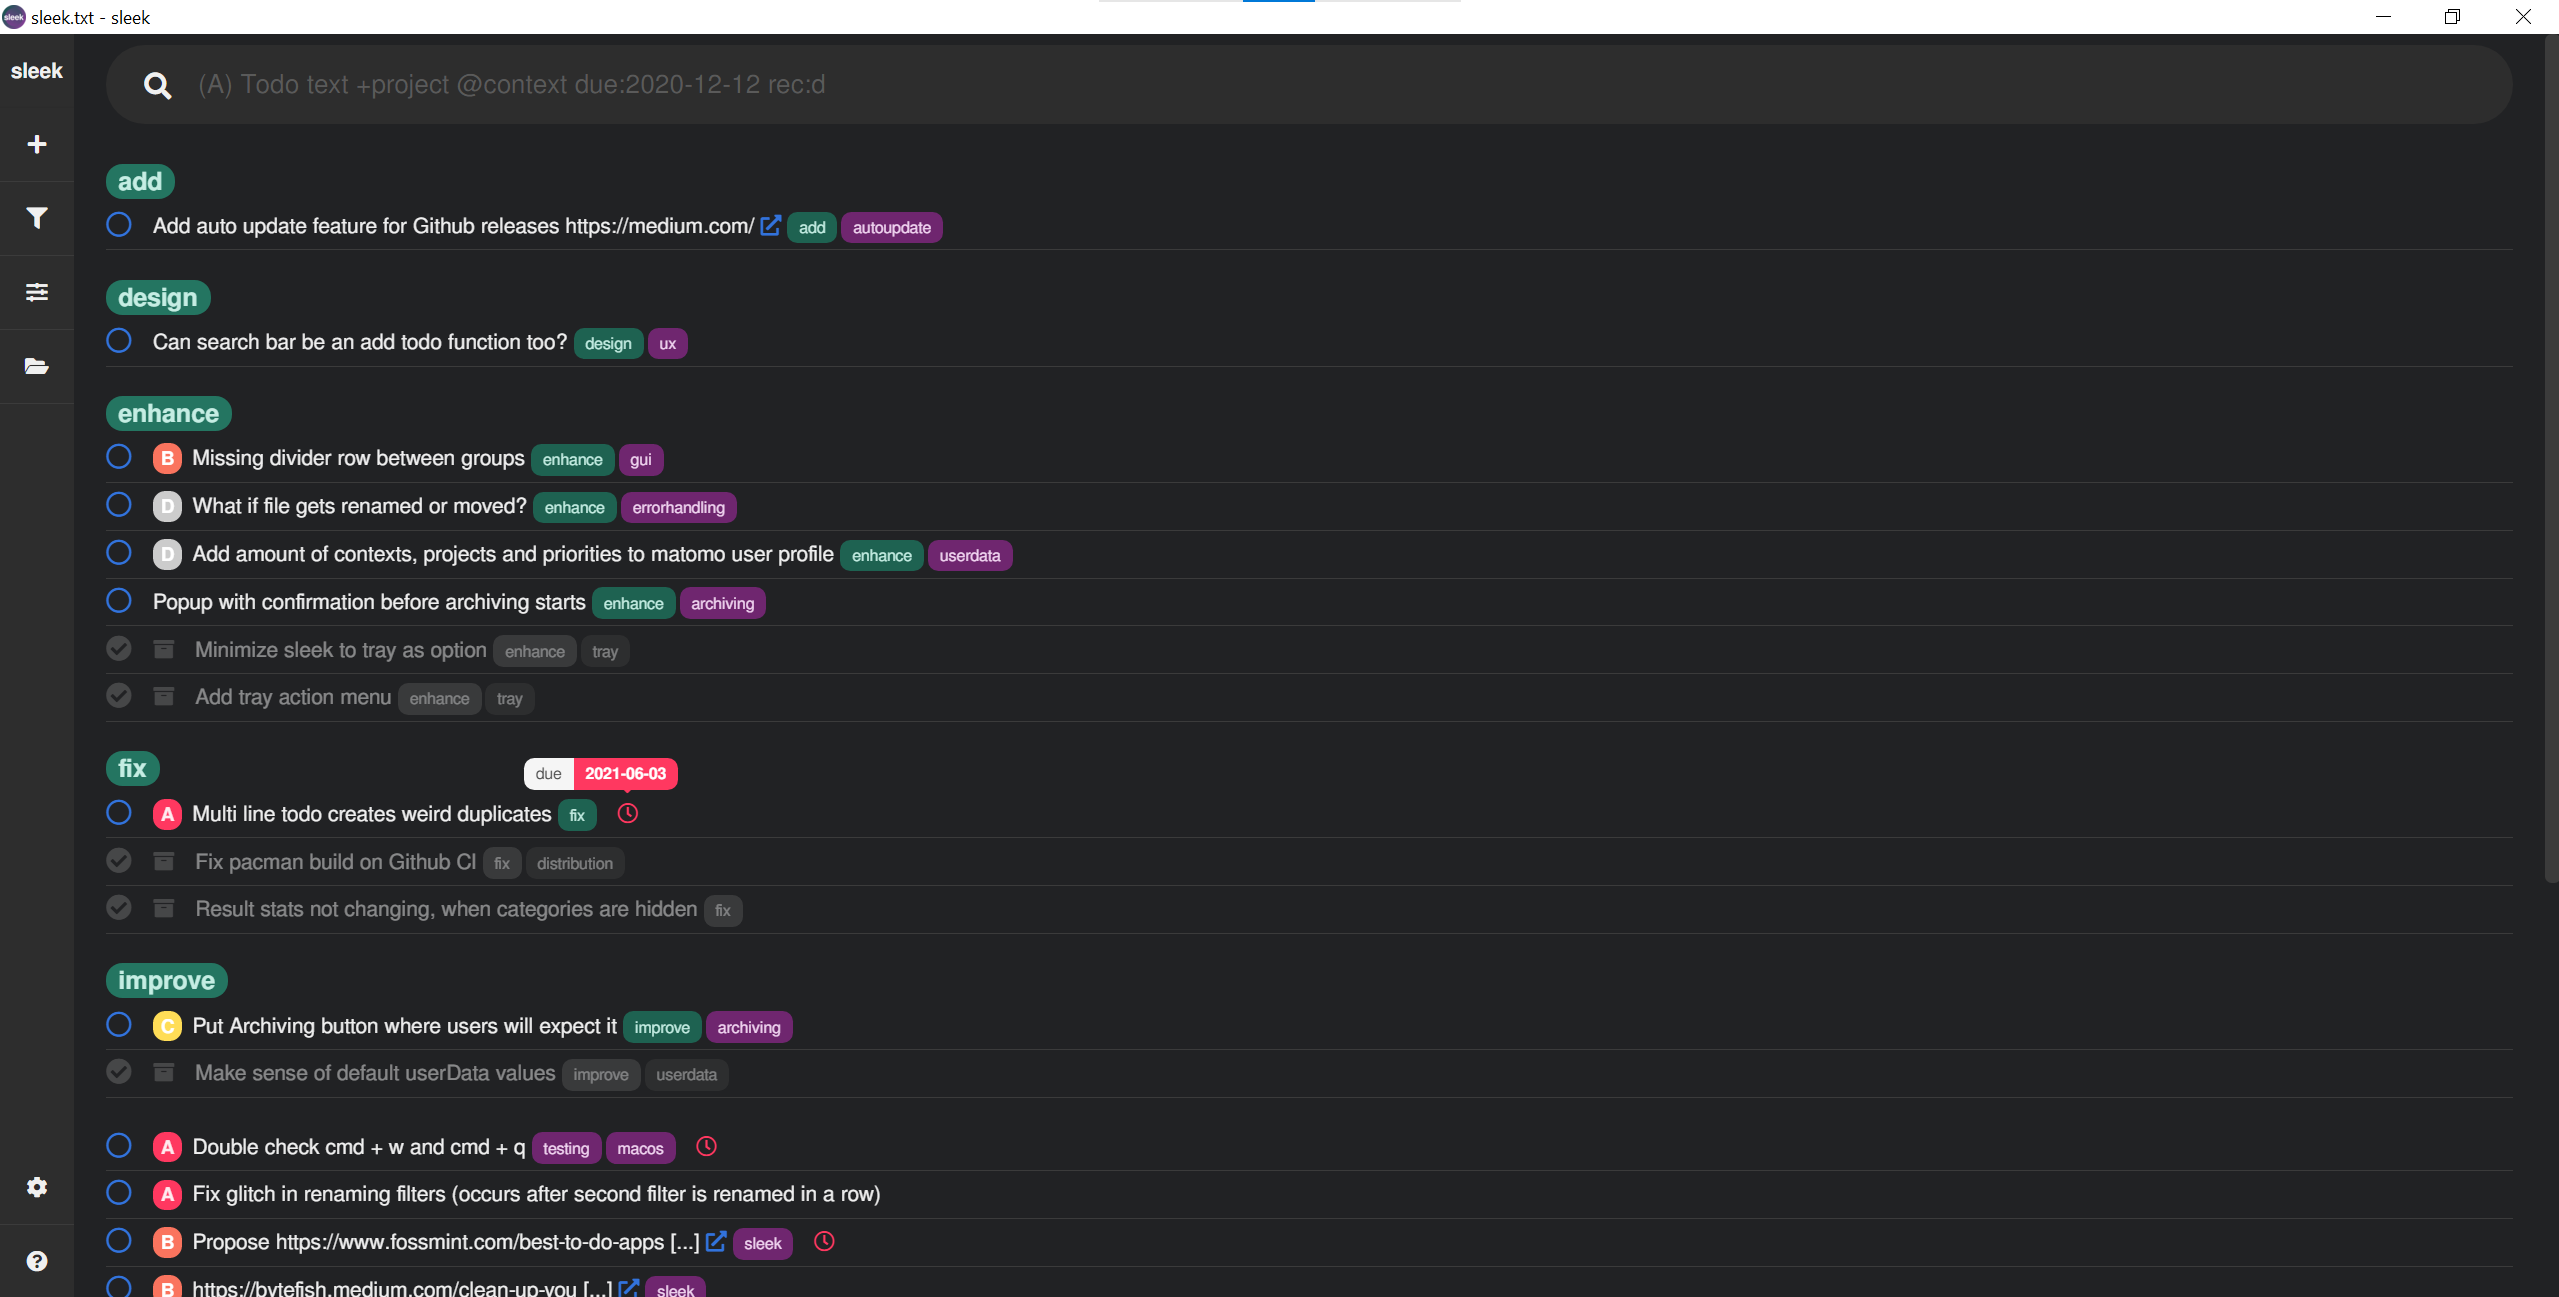 sleek sleek.txt - sleek
sleek
(A) Todo text +project @context due:2020-12-12 rec:d
add
Add auto update feature for Github releases https://medium.com/ add autoupdate
design
Can search bar be an add todo function too? design ux
enhance
B Missing divider row between groups enhance gui
D What if file gets renamed or moved? enhance errorhandling
D Add amount of contexts, projects and priorities to matomo user profile enhance userdata
Popup with confirmation before archiving starts enhance archiving
Minimize sleek to tray as option enhance tray
Add tray action menu enhance tray
fix
due 2021-06-03
A Multi line todo creates weird duplicates fix
Fix pacman build on Github CI fix distribution
Result stats not changing, when categories are hidden fix
improve
C Put Archiving button where users will expect it improve archiving
Make sense of default userData values improve userdata
A Double check cmd + w and cmd + q testing macos
A Fix glitch in renaming filters (occurs after second filter is renamed in a row)
B Propose https://www.fossmint.com/best-to-do-apps [...] sleek
B https://bytefish.medium.com/clean-up-you [...] sleek